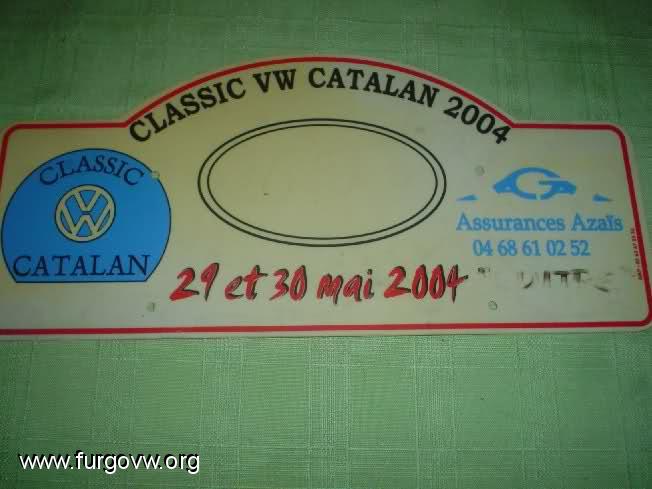 CLASSIC VW CATALAN 2004
CLASSIC
VW
CATALAN
Assurances Azaïs
04 68 61 02 52
29 et 30 mai 2004
www.furgovw.org